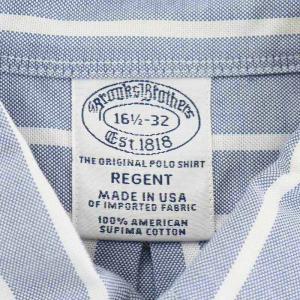 Brooks Brothers
16½-32
Est. 1818
THE ORIGINAL POLO SHIRT
REGENT
MADE IN USA
OF IMPORTED FABRIC
100% AMERICAN
SUPIMA COTTON